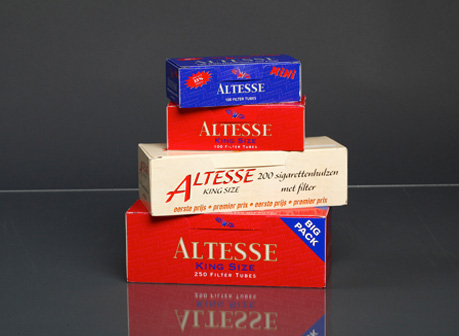 MINI
ALTESSE
100 FILTER TUBES
ALTESSE
KING SIZE
100 FILTER TUBES
ALTESSE
KING SIZE
200 sigarettenhulzen
met filter
eerste prijs • premier prix • eerste prijs • premier prix
BIG
PACK
ALTESSE
KING SIZE
250 FILTER TUBES